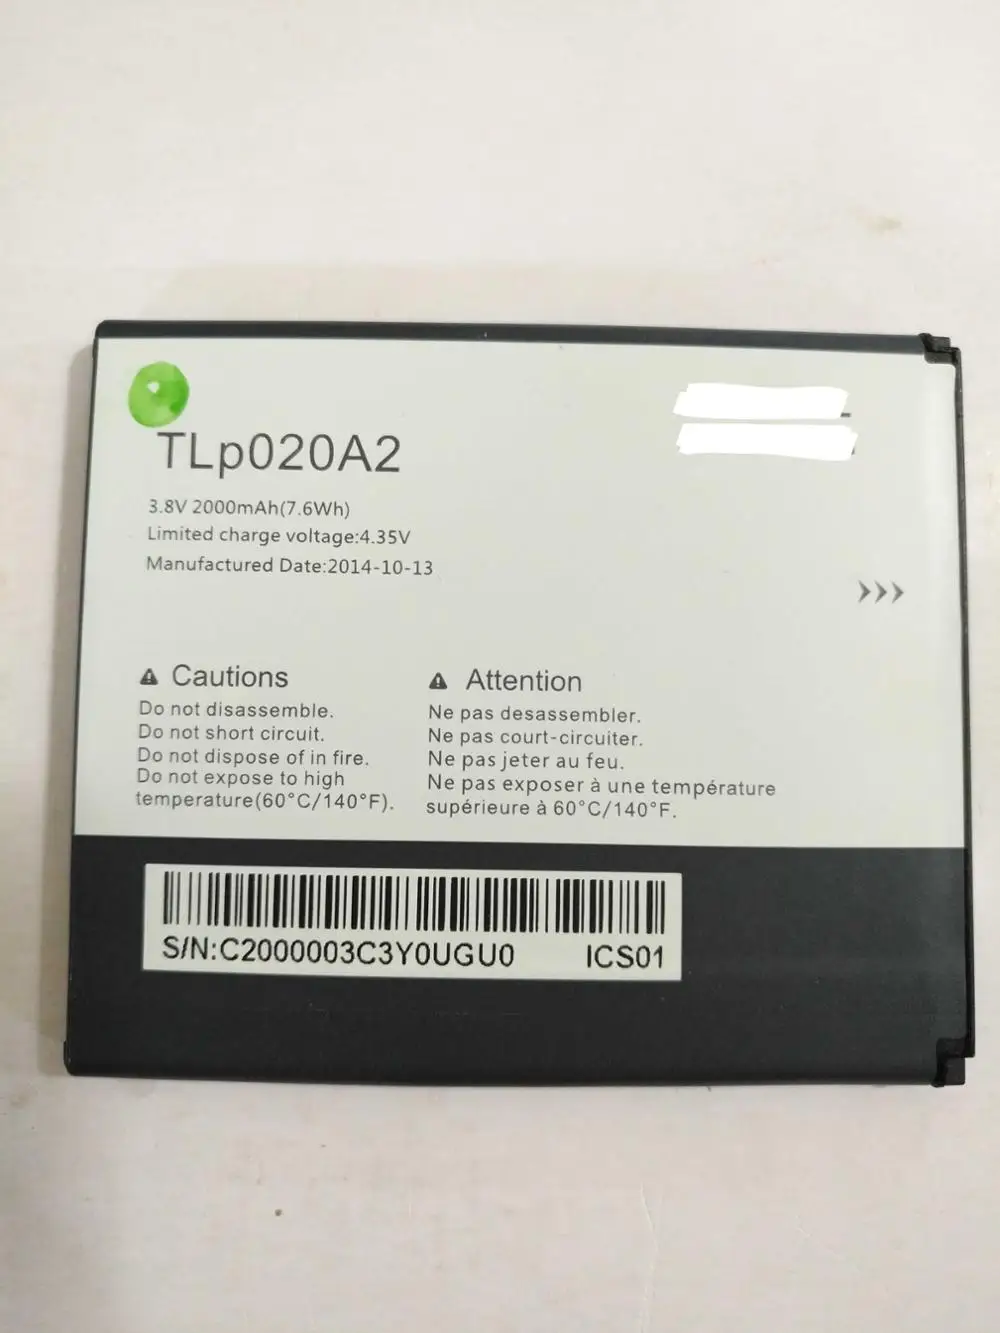 TLp020A2
3.8V 2000mAh(7.6Wh)
Limited charge voltage:4.35V
Manufactured Date:2014-10-13
Cautions
Do not disassemble.
Do not short circuit.
Do not dispose of in fire.
Do not expose to high
temperature(60°C/140°F).
Attention
Ne pas desassembler.
Ne pas court-circuiter.
Ne pas jeter au feu.
Ne pas exposer à une température
supérieure à 60°C/140°F.
S/N:C2000003C3Y0UGU0 ICS01